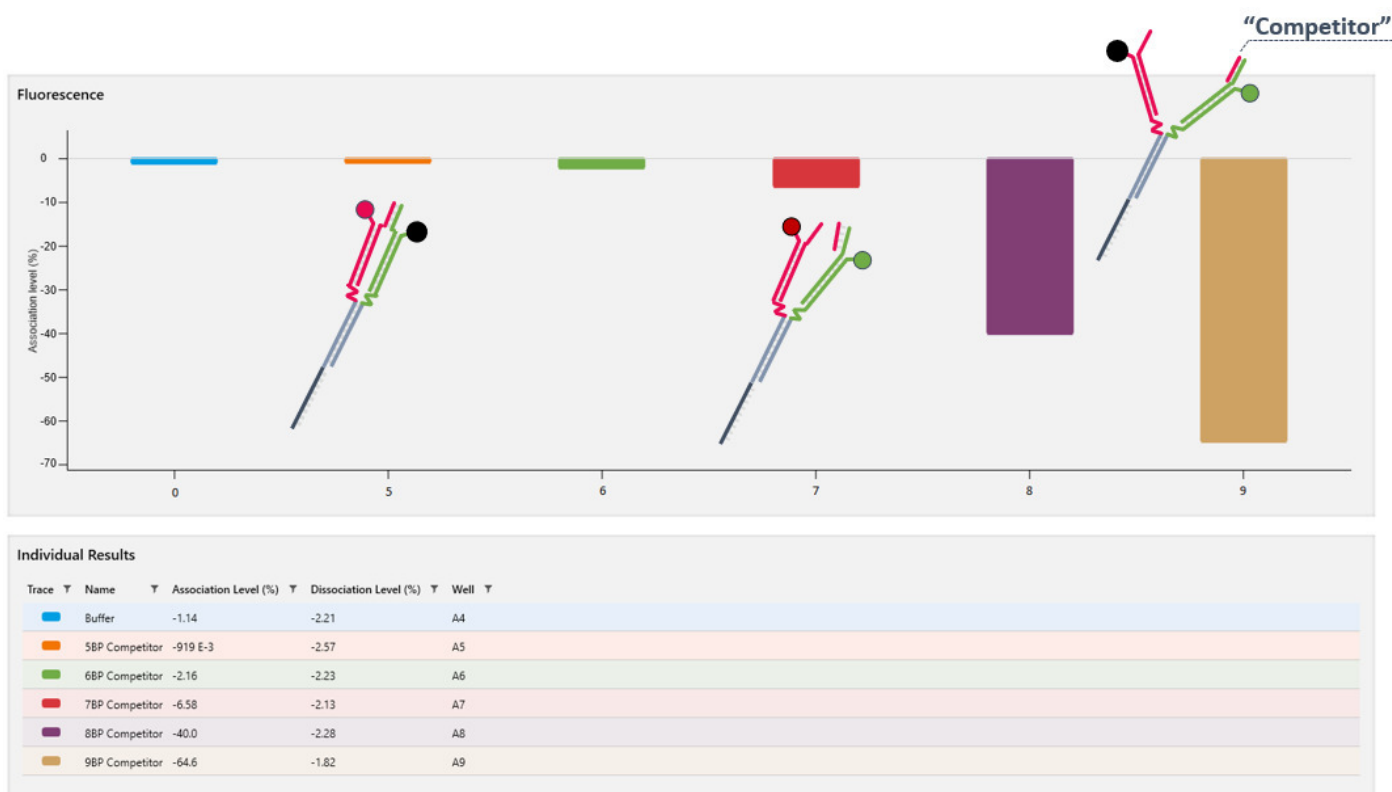 “Competitor”
Fluorescence
Association level (%)
0
-10
-20
-30
-40
-50
-60
-70
0 5 6 7 8 9
Individual Results
Trace Name Association Level (%) Dissociation Level (%) Well
Buffer -1.14 -2.21 A4
5BP Competitor -919 E-3 -2.57 A5
6BP Competitor -2.16 -2.23 A6
7BP Competitor -6.58 -2.13 A7
8BP Competitor -40.0 -2.28 A8
9BP Competitor -64.6 -1.82 A9